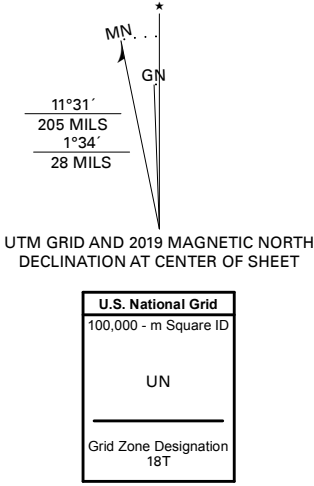 ★
MN
GN
11°31´
205 MILS
1°34´
28 MILS
UTM GRID AND 2019 MAGNETIC NORTH
DECLINATION AT CENTER OF SHEET
U.S. National Grid
100,000 - m Square ID
UN
Grid Zone Designation
18T